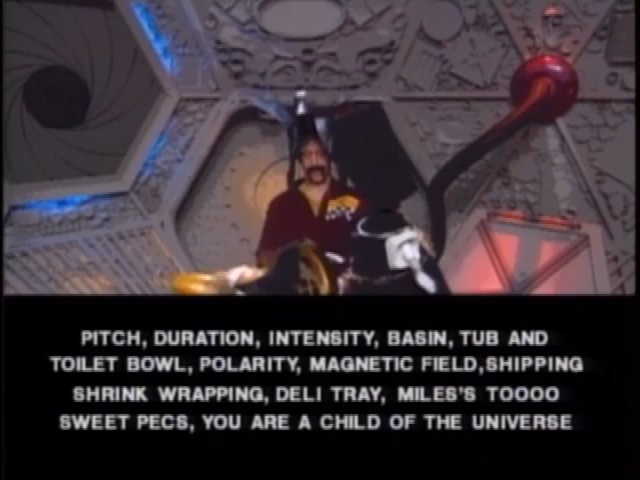 PITCH, DURATION, INTENSITY, BASIN, TUB AND
TOILET BOWL, POLARITY, MAGNETIC FIELD,SHIPPING
SHRINK WRAPPING, DELI TRAY, MILES'S TOOOO
SWEET PECS, YOU ARE A CHILD OF THE UNIVERSE